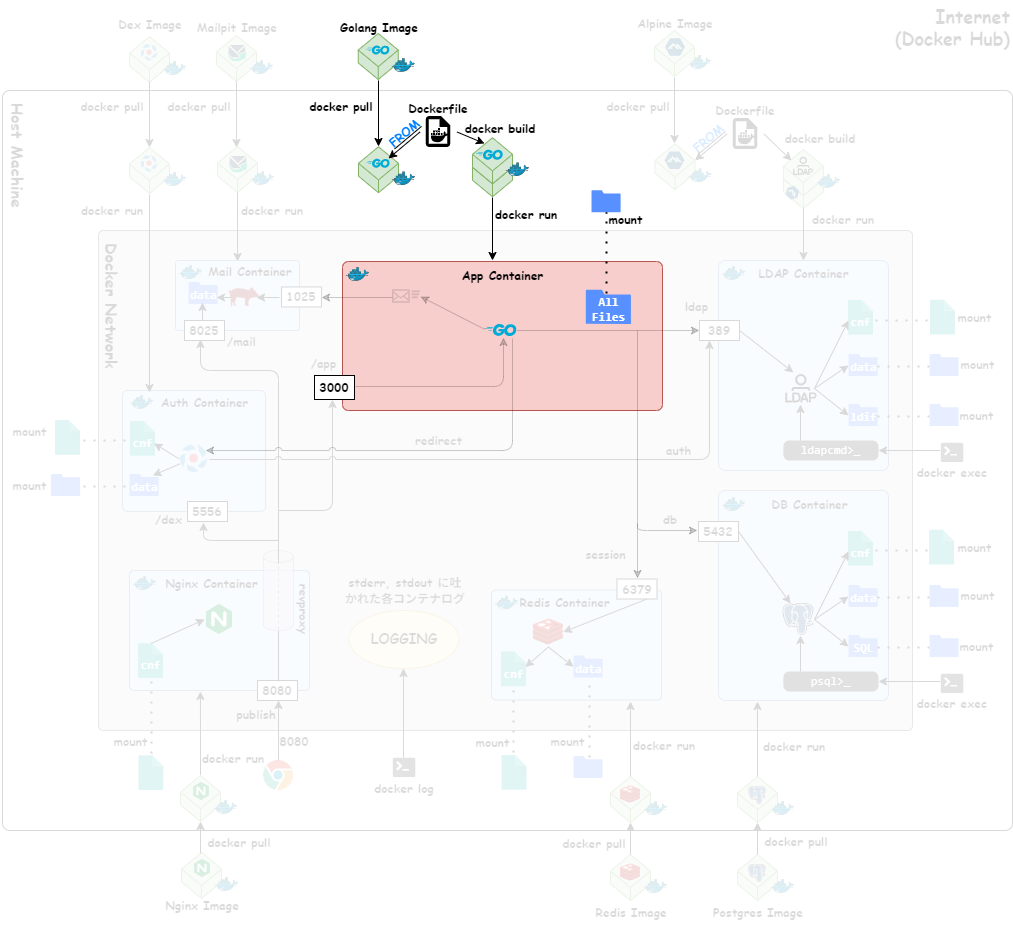 Internet
(Docker Hub)
Dex Image
Mailpit Image
Golang Image
Alpine Image
docker pull
docker pull
docker pull
docker pull
Dockerfile
Dockerfile
FROM
FROM
docker build
docker build
GO
GO
GO
LDAP
Host Machine
docker run
docker run
docker run
docker run
mount
Docker Network
Mail Container
data
1025
8025
/mail
App Container
All
Files
GO
/app
3000
ldap
389
LDAP Container
cnf
mount
data
mount
ldif
mount
LDAP
ldapcmd>_
docker exec
Auth Container
mount
cnf
mount
data
redirect
auth
/dex
5556
db
5432
DB Container
cnf
mount
data
mount
SQL
mount
psql>_
docker exec
session
6379
Redis Container
cnf
data
mount
mount
Nginx Container
revproxy
cnf
8080
publish
8080
mount
stderr, stdout に吐
かれた各コンテナログ
LOGGING
docker log
docker run
docker run
docker run
docker pull
docker pull
docker pull
Nginx Image
Redis Image
Postgres Image